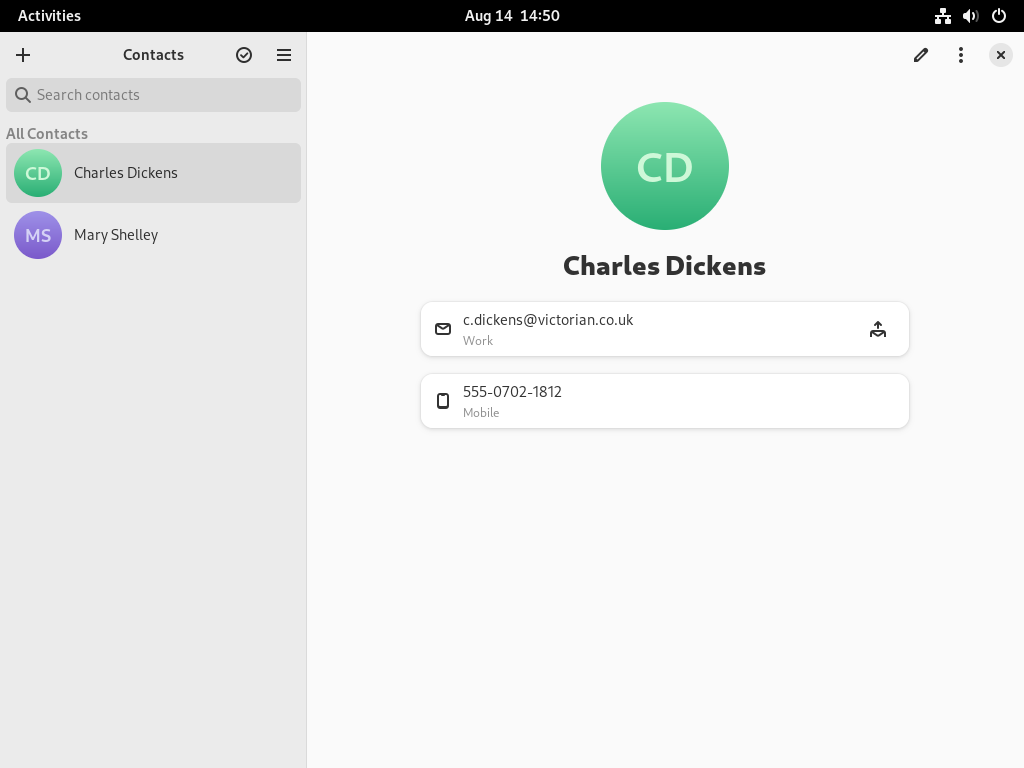 Activities
Aug 14 14:50
Contacts
Search contacts
All Contacts
CD
Charles Dickens
MS
Mary Shelley
CD
Charles Dickens
c.dickens@victorian.co.uk
Work
555-0702-1812
Mobile